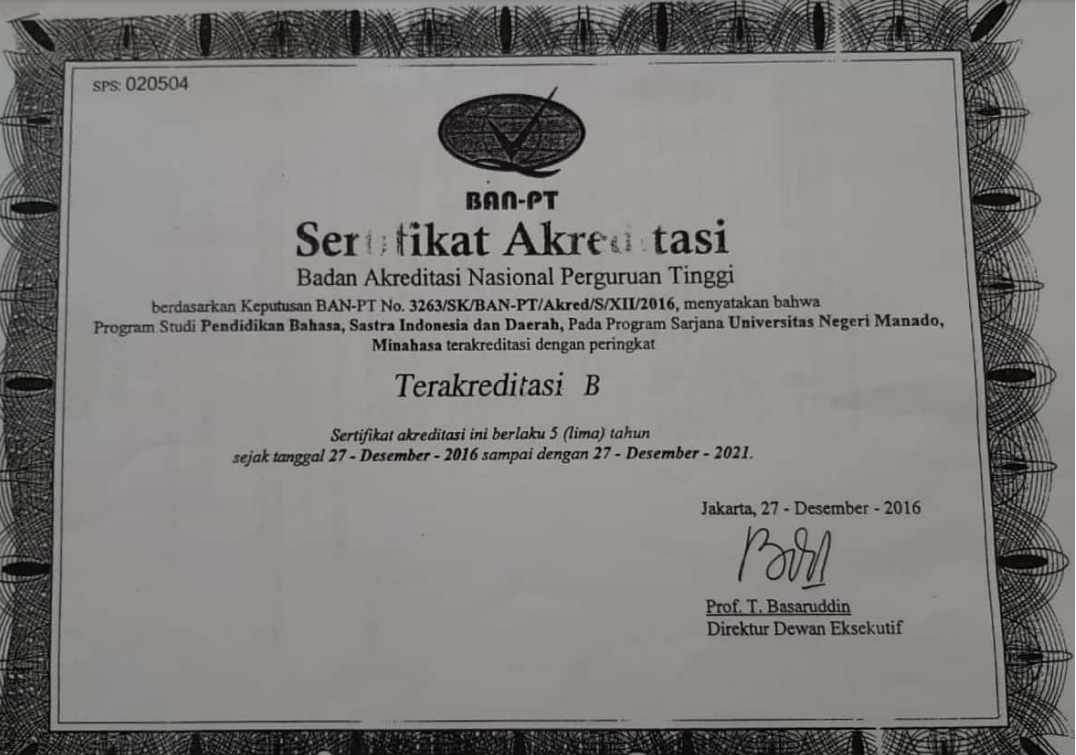 SPS: 020504
BAN-PT
Sertifikat Akreditasi
Badan Akreditasi Nasional Perguruan Tinggi
berdasarkan Keputusan BAN-PT No. 3263/SK/BAN-PT/Akred/S/XII/2016, menyatakan bahwa
Program Studi Pendidikan Bahasa, Sastra Indonesia dan Daerah, Pada Program Sarjana Universitas Negeri Manado,
Minahasa terakreditasi dengan peringkat
Terakreditasi B
Sertifikat akreditasi ini berlaku 5 (lima) tahun
sejak tanggal 27 - Desember - 2016 sampai dengan 27 - Desember - 2021.
Jakarta, 27 - Desember - 2016
Prof. T. Basaruddin
Direktur Dewan Eksekutif